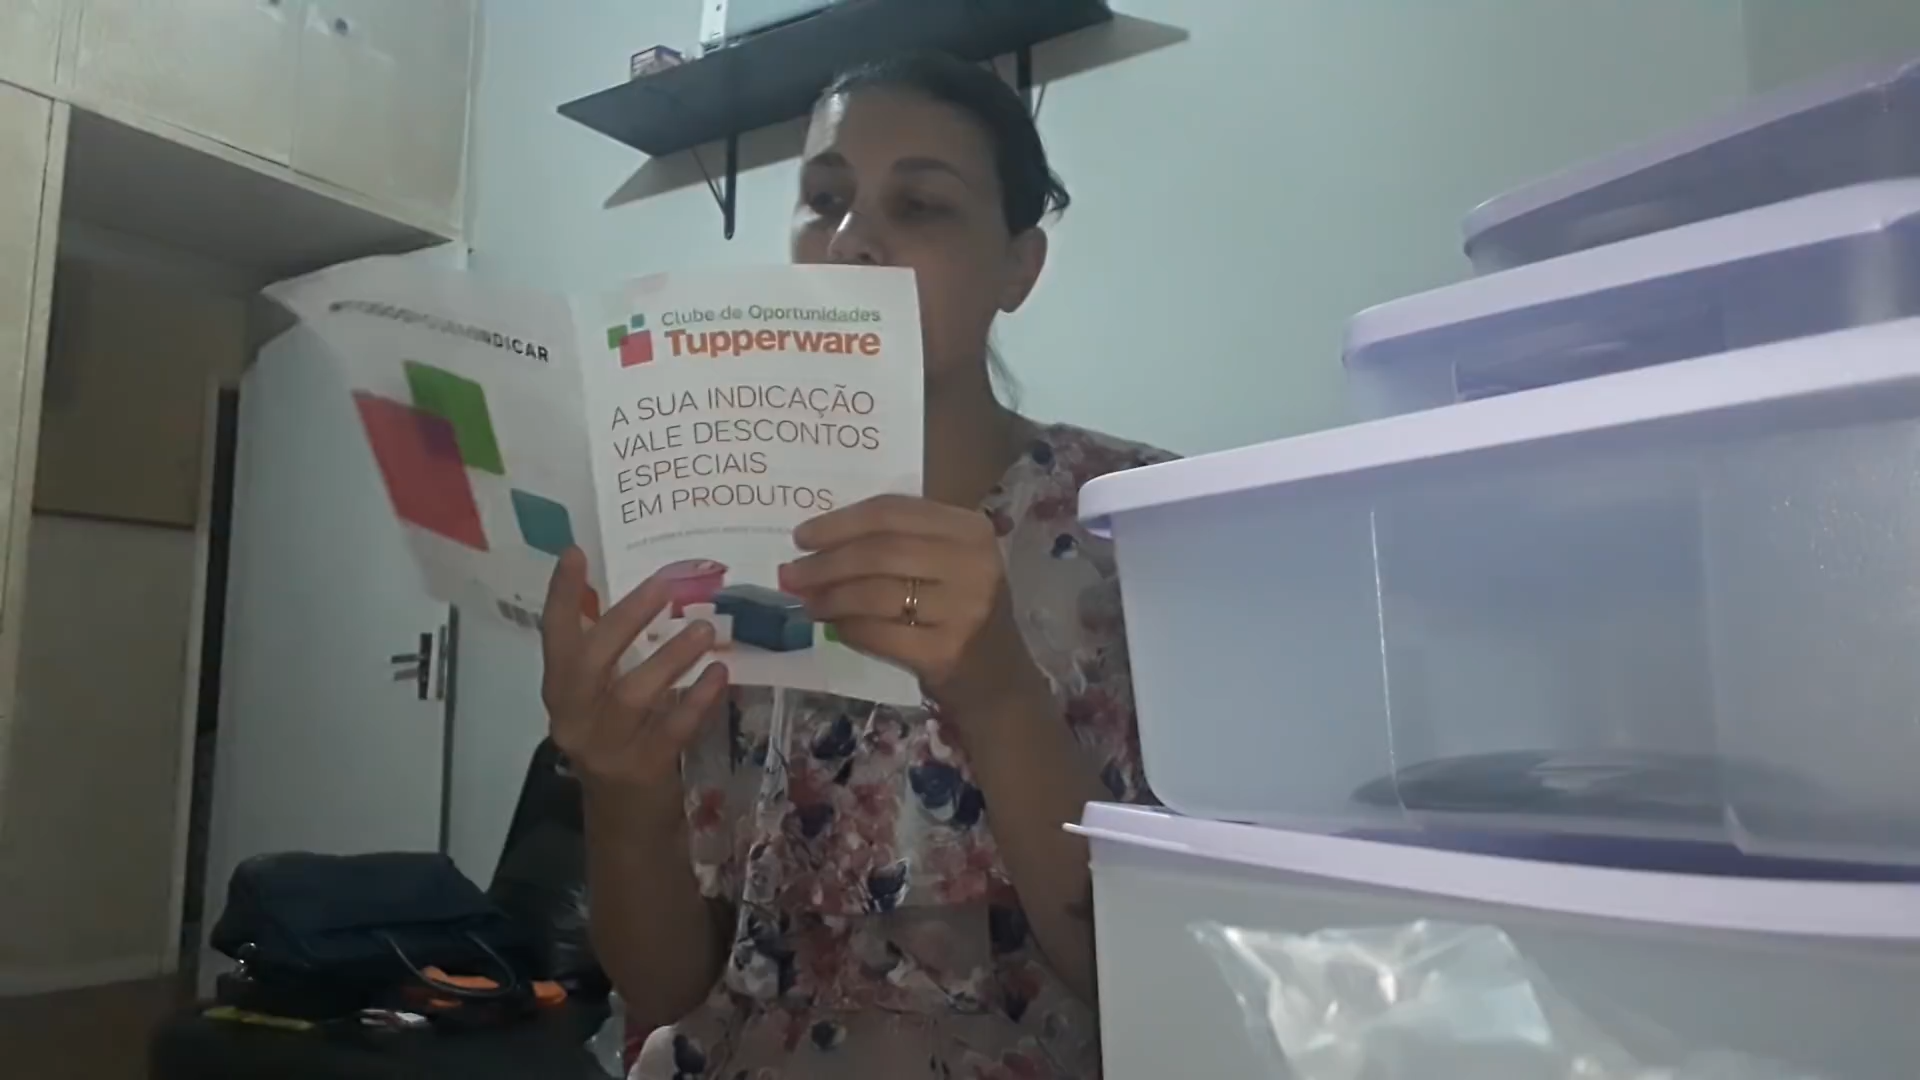 DICAR
Clube de Oportunidades
Tupperware
A SUA INDICAÇÃO
VALE DESCONTOS
ESPECIAIS
EM PRODUTOS